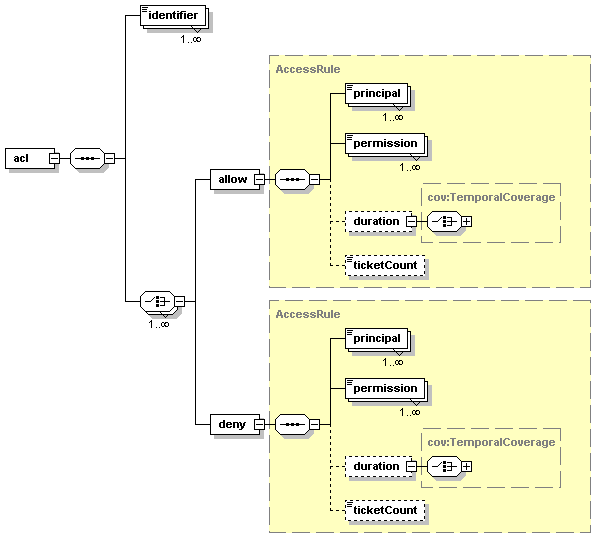 identifier
1..∞
AccessRule
principal
1..∞
permission
1..∞
acl
allow
cov:TemporalCoverage
duration
ticketCount
1..∞
AccessRule
principal
1..∞
permission
1..∞
deny
cov:TemporalCoverage
duration
ticketCount